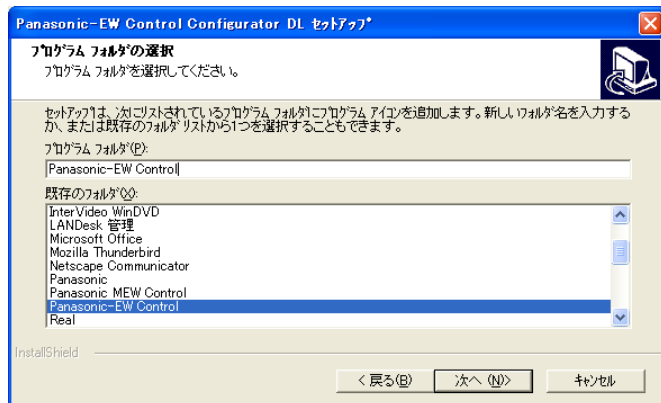 Panasonic-EW Control Configurator DL ｾｯﾄｱｯﾌﾟ
ﾌﾟﾛｸﾞﾗﾑ ﾌｫﾙﾀﾞの選択
ﾌﾟﾛｸﾞﾗﾑ ﾌｫﾙﾀﾞを選択してください。
ｾｯﾄｱｯﾌﾟは、次にﾘｽﾄされているﾌﾟﾛｸﾞﾗﾑ ﾌｫﾙﾀﾞにﾌﾟﾛｸﾞﾗﾑ ｱｲｺﾝを追加します。新しいﾌｫﾙﾀﾞ名を入力する
か、または既存のﾌｫﾙﾀﾞ ﾘｽﾄから1つを選択することもできます。
ﾌﾟﾛｸﾞﾗﾑ ﾌｫﾙﾀﾞ(P):
Panasonic-EW Control
既存のﾌｫﾙﾀﾞ(X):
InterVideo WinDVD
LANDesk 管理
Microsoft Office
Mozilla Thunderbird
Netscape Communicator
Panasonic
Panasonic MEW Control
Panasonic-EW Control
Real
InstallShield
< 戻る(B) 次へ (N)> ｷｬﾝｾﾙ